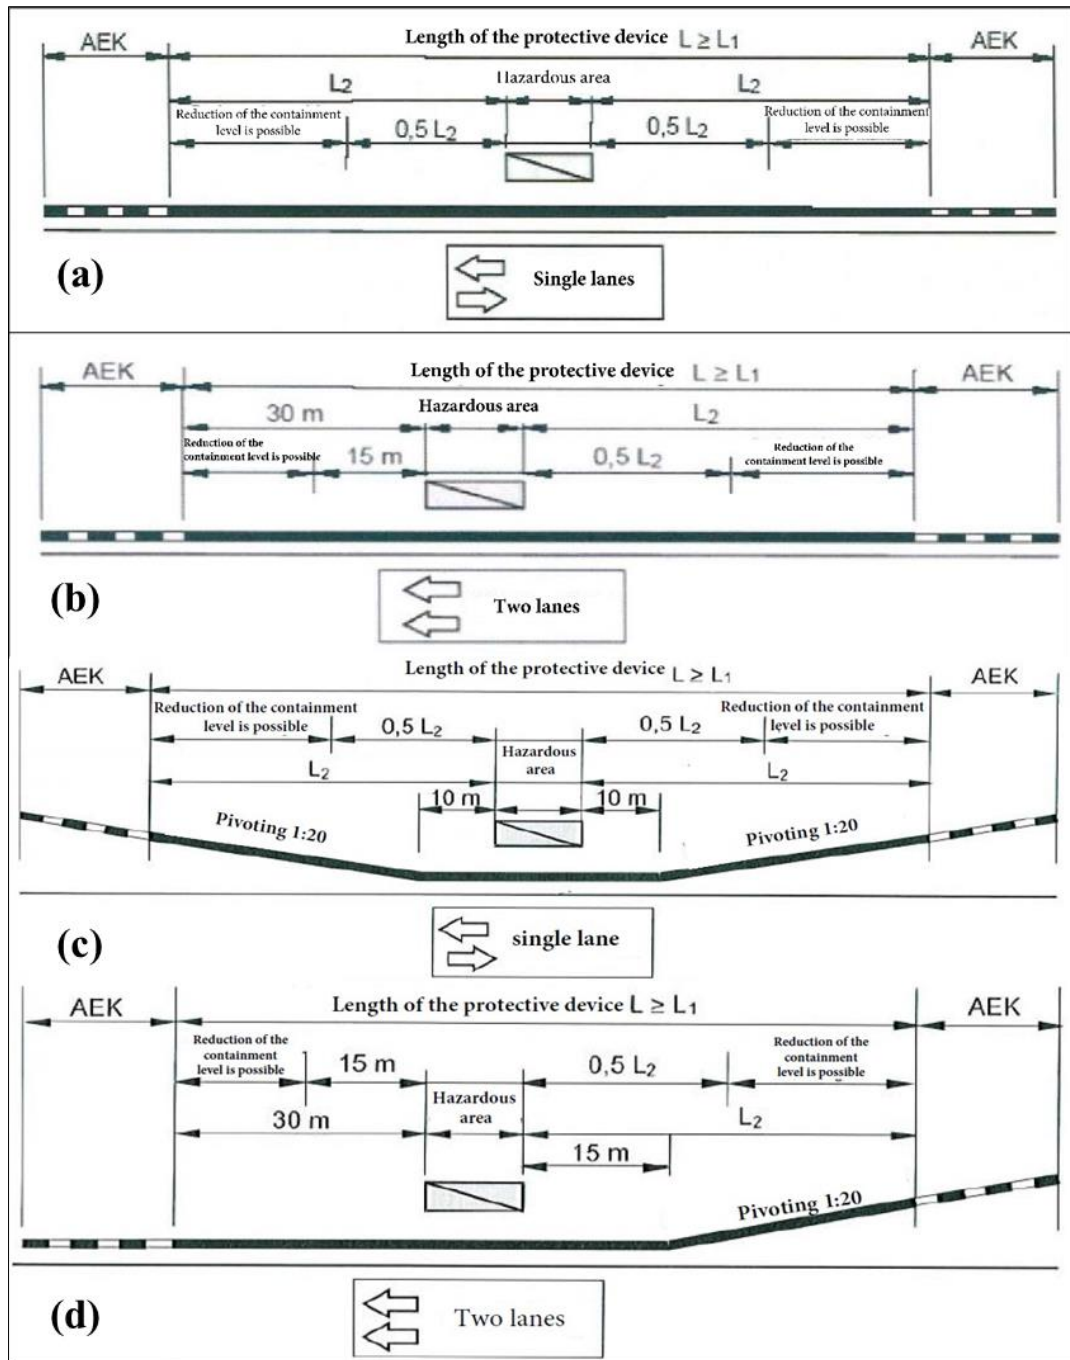 AEK
Length of the protective device L ≥ L₁
AEK
L₂
Hazardous area
L₂
Reduction of the containment
level is possible
0,5 L₂
0,5 L₂
Reduction of the containment
level is possible
(a)
Single lanes
AEK
Length of the protective device L ≥ L₁
AEK
30 m
Hazardous area
L₂
Reduction of the
containment level is possible
15 m
0,5 L₂
Reduction of the
containment level is possible
(b)
Two lanes
AEK
Length of the protective device L ≥ L₁
AEK
Reduction of the containment
level is possible
0,5 L₂
0,5 L₂
Reduction of the containment
level is possible
L₂
Hazardous
area
L₂
10 m
10 m
Pivoting 1:20
Pivoting 1:20
(c)
single lane
AEK
Length of the protective device L ≥ L₁
AEK
Reduction of the
containment
level is possible
15 m
0,5 L₂
Reduction of the
containment
level is possible
30 m
Hazardous
area
L₂
15 m
Pivoting 1:20
(d)
Two lanes